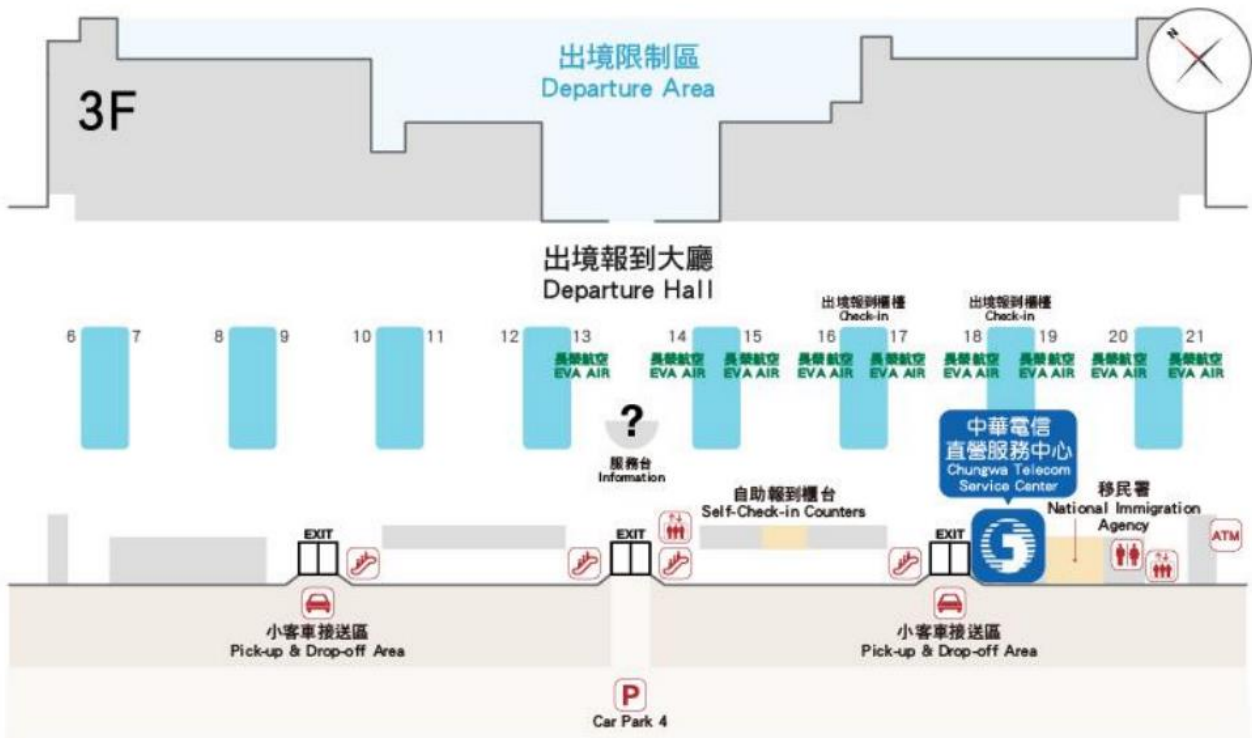 出境限制區
Departure Area
N
3F
出境報到大廳
Departure Hall
出境報到櫃檯
Check-in
出境報到櫃檯
Check-in
6 7 8 9 10 11 12 13 14 15 16 17 18 19 20 21
長榮航空 長榮航空 長榮航空 長榮航空 長榮航空 長榮航空 長榮航空 長榮航空 長榮航空
EVA AIR EVA AIR EVA AIR EVA AIR EVA AIR EVA AIR EVA AIR EVA AIR EVA AIR
?
服務台
Information
中華電信
直營服務中心
Chungwa Telecom
Service Center
自助報到櫃台
Self-Check-in Counters
移民署
National Immigration
Agency
EXIT EXIT EXIT
ATM
小客車接送區
Pick-up & Drop-off Area
小客車接送區
Pick-up & Drop-off Area
P
Car Park 4